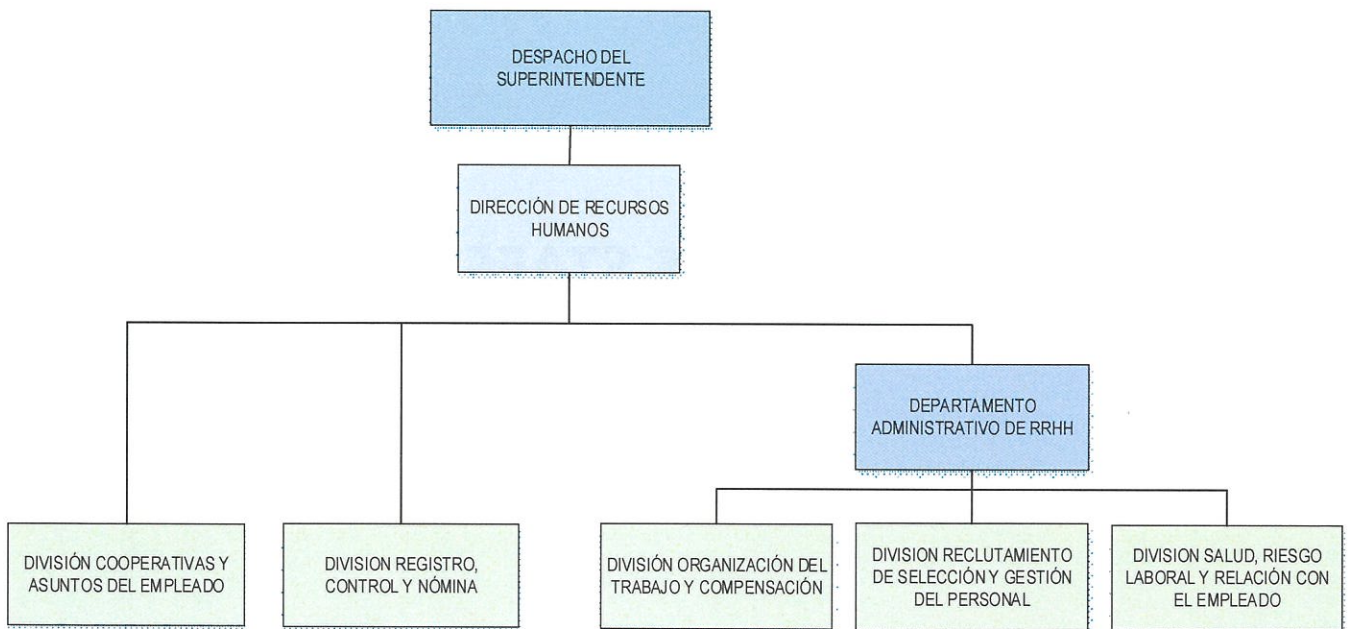 DESPACHO DEL
SUPERINTENDENTE
DIRECCIÓN DE RECURSOS
HUMANOS
DEPARTAMENTO
ADMINISTRATIVO DE RRHH
DIVISIÓN COOPERATIVAS Y
ASUNTOS DEL EMPLEADO
DIVISION REGISTRO,
CONTROL Y NÓMINA
DIVISIÓN ORGANIZACIÓN DEL
TRABAJO Y COMPENSACIÓN
DIVISION RECLUTAMIENTO
DE SELECCIÓN Y GESTIÓN
DEL PERSONAL
DIVISION SALUD, RIESGO
LABORAL Y RELACIÓN CON
EL EMPLEADO